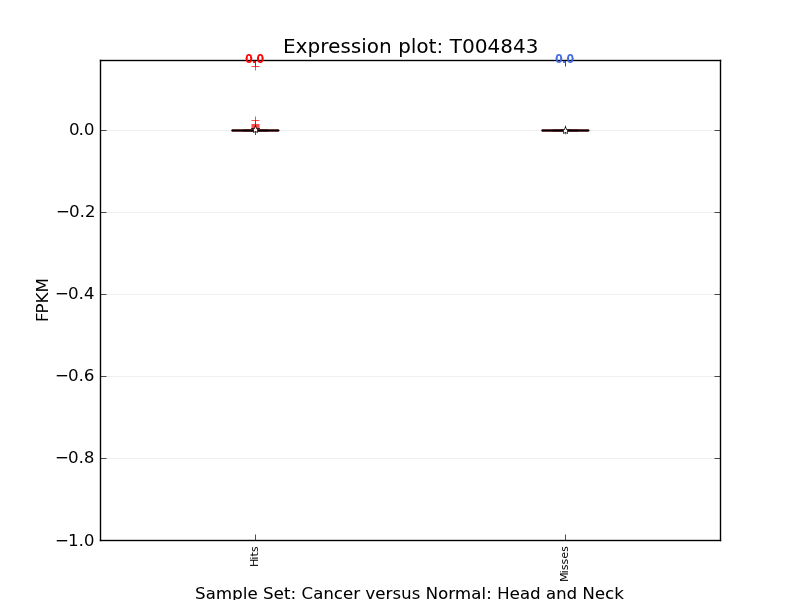 Expression plot: T004843
0.0
0.0
0.0
−0.2
−0.4
−0.6
−0.8
−1.0
FPKM
Hits
Misses
Sample Set: Cancer versus Normal: Head and Neck